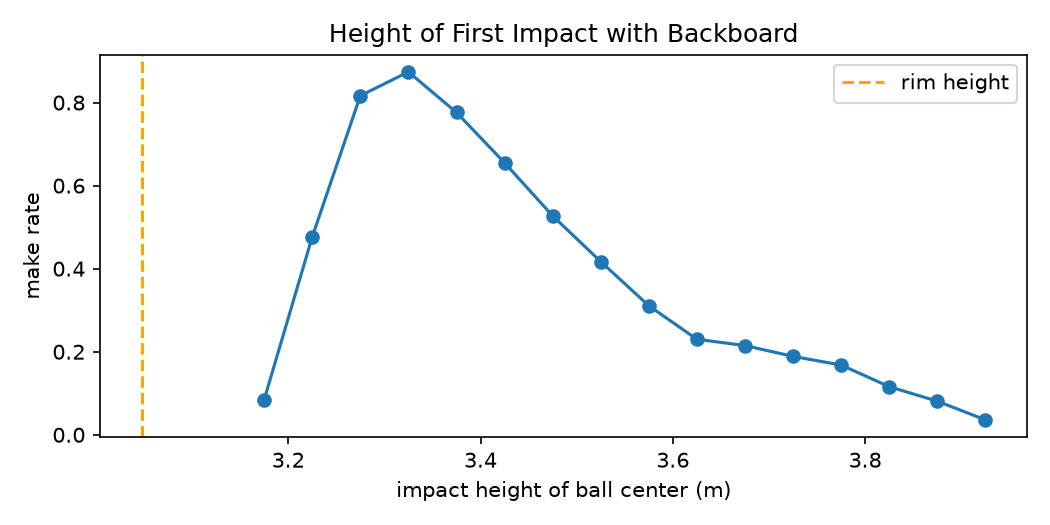 Height of First Impact with Backboard
rim height
make rate
0.8
0.6
0.4
0.2
0.0
3.2
3.4
3.6
3.8
impact height of ball center (m)